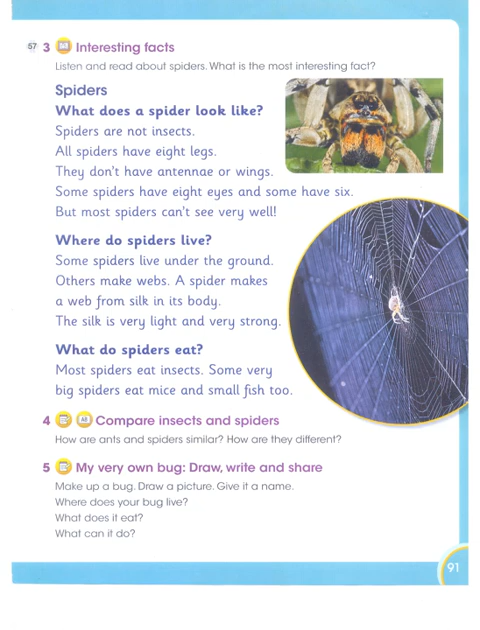 57 3 Interesting facts
Listen and read about spiders. What is the most interesting fact?
Spiders
What does a spider look like?
Spiders are not insects.
All spiders have eight legs.
They don't have antennae or wings.
Some spiders have eight eyes and some have six.
But most spiders can't see very well!
Where do spiders live?
Some spiders live under the ground.
Others make webs. A spider makes
a web from silk in its body.
The silk is very light and very strong.
What do spiders eat?
Most spiders eat insects. Some very
big spiders eat mice and small fish too.
4 AB Compare insects and spiders
How are ants and spiders similar? How are they different?
5 My very own bug: Draw, write and share
Make up a bug. Draw a picture. Give it a name.
Where does your bug live?
What does it eat?
What can it do?
91